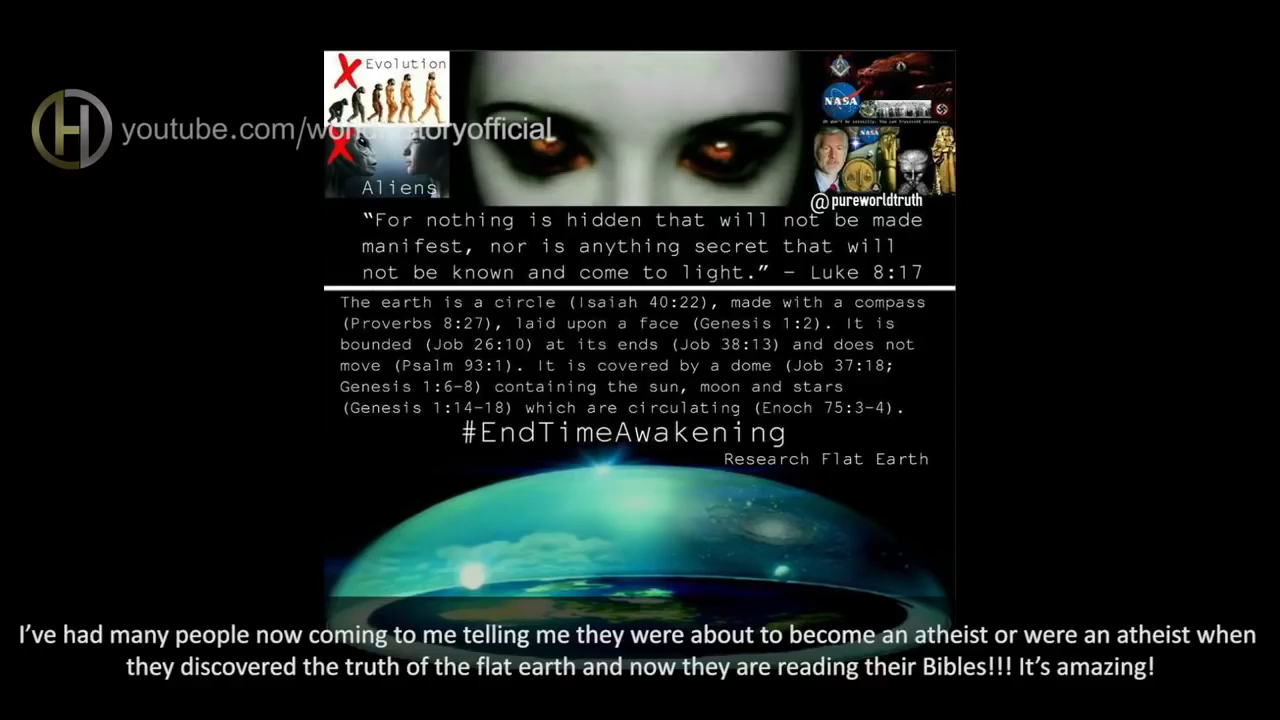 Evolution
NASA
youtube.com/worldhistoryofficial
NASA
Aliens
@pureworldtruth
“For nothing is hidden that will not be made
manifest, nor is anything secret that will
not be known and come to light.” – Luke 8:17
The earth is a circle (Isaiah 40:22), made with a compass
(Proverbs 8:27), laid upon a face (Genesis 1:2). It is
bounded (Job 26:10) at its ends (Job 38:13) and does not
move (Psalm 93:1). It is covered by a dome (Job 37:18;
Genesis 1:6-8) containing the sun, moon and stars
(Genesis 1:14-18) which are circulating (Enoch 75:3-4).
#EndTimeAwakening
Research Flat Earth
I’ve had many people now coming to me telling me they were about to become an atheist or were an atheist when
they discovered the truth of the flat earth and now they are reading their Bibles!!! It’s amazing!